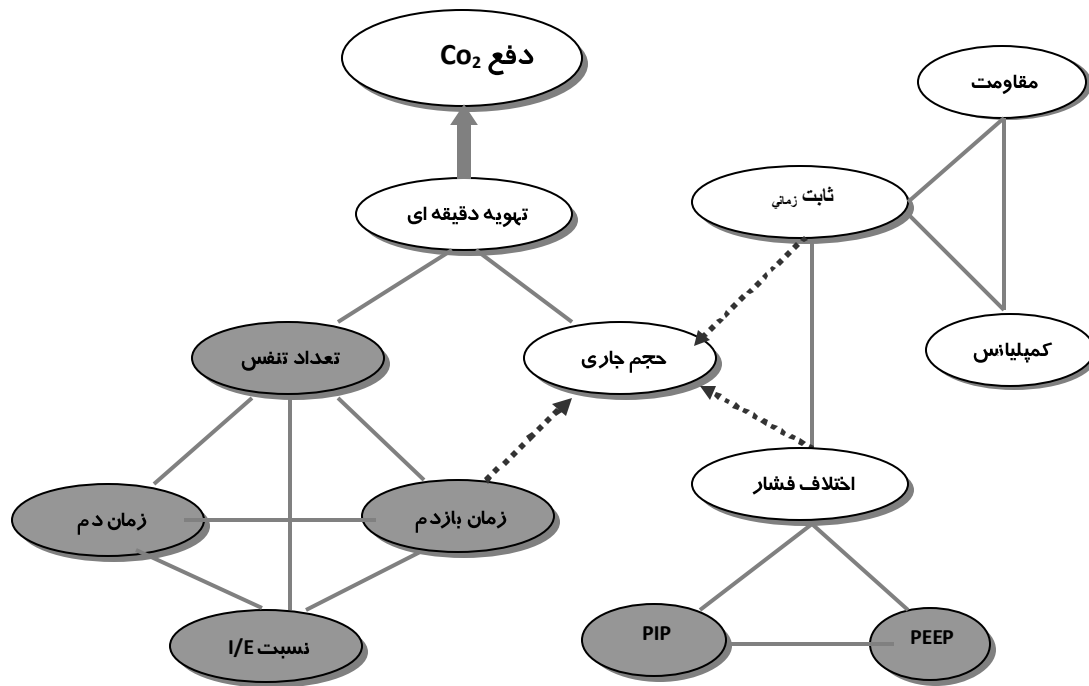 دفع Co₂
مقاومت
ثابت زماني
تهویه دقیقه ای
کمپلیانس
تعداد تنفس
حجم جاری
اختلاف فشار
زمان دم
زمان بازدم
نسبت I/E
PIP
PEEP